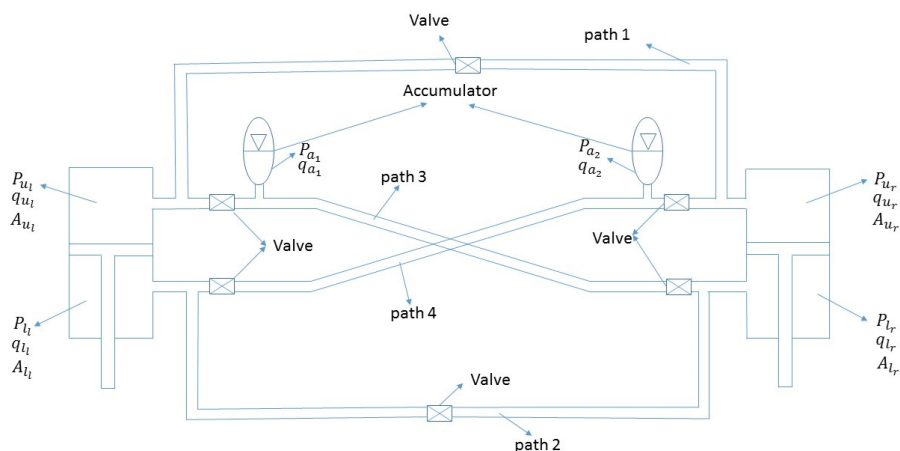 Valve
path 1
Accumulator
P_{a_1}
q_{a_1}
P_{a_2}
q_{a_2}
P_{u_l}
q_{u_l}
A_{u_l}
path 3
P_{u_r}
q_{u_r}
A_{u_r}
Valve
Valve
path 4
P_{l_l}
q_{l_l}
A_{l_l}
P_{l_r}
q_{l_r}
A_{l_r}
Valve
path 2